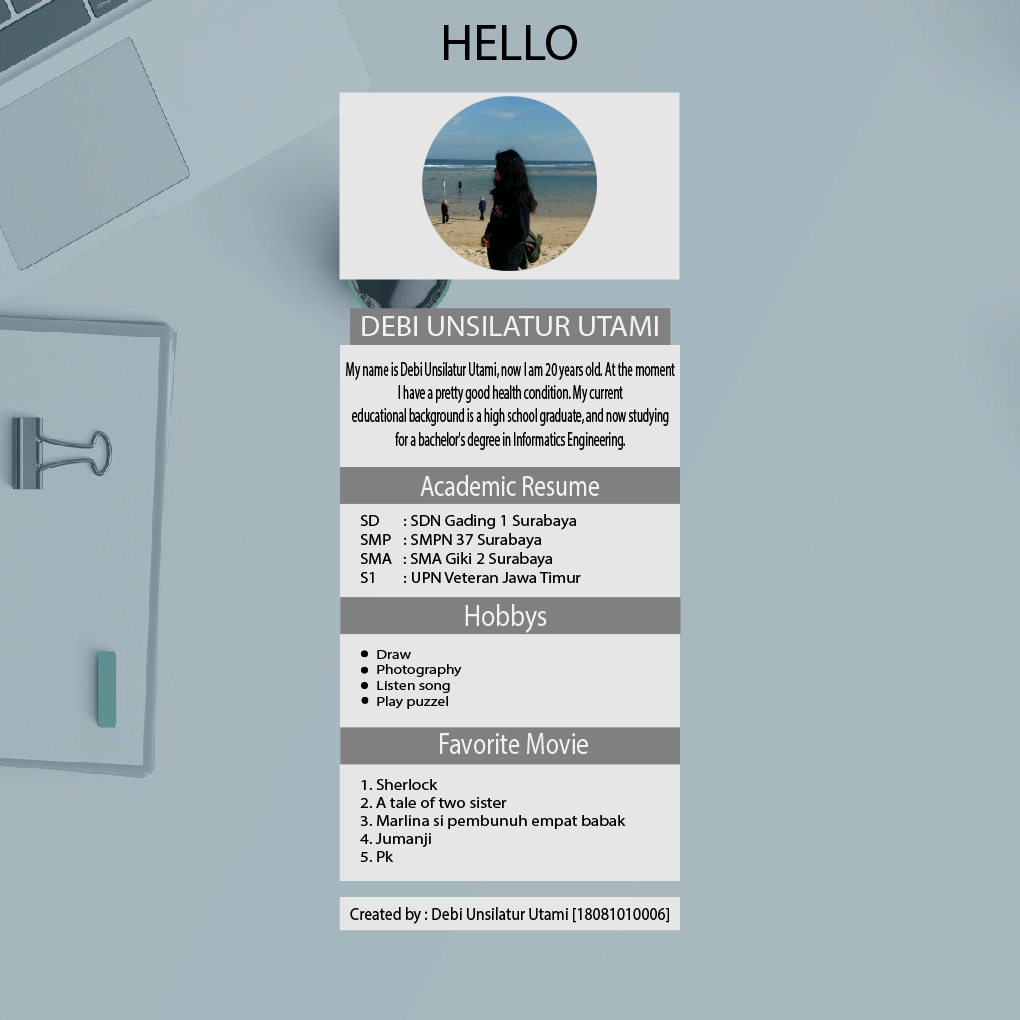 HELLO
DEBI UNSILATUR UTAMI
My name is Debi Unsilatur Utami, now I am 20 years old. At the moment
I have a pretty good health condition. My current
educational background is a high school graduate, and now studying
for a bachelor's degree in Informatics Engineering.
Academic Resume
SD : SDN Gading 1 Surabaya
SMP : SMPN 37 Surabaya
SMA : SMA Giki 2 Surabaya
S1 : UPN Veteran Jawa Timur
Hobbys
● Draw
● Photography
● Listen song
● Play puzzel
Favorite Movie
1. Sherlock
2. A tale of two sister
3. Marlina si pembunuh empat babak
4. Jumanji
5. Pk
Created by : Debi Unsilatur Utami [18081010006]